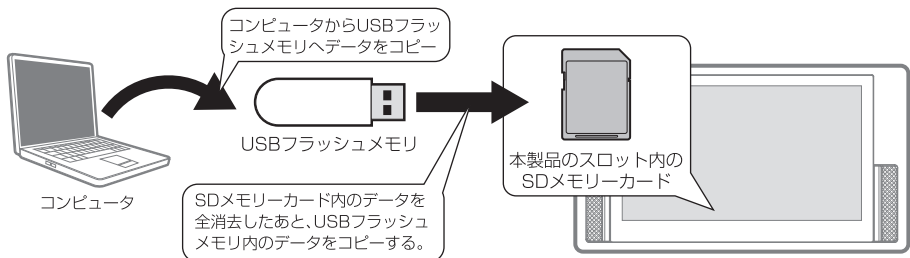 コンピュータからUSBフラッ
シュメモリへデータをコピー
USBフラッシュメモリ
コンピュータ
SDメモリーカード内のデータを
全消去したあと、USBフラッシュ
メモリ内のデータをコピーする。
本製品のスロット内の
SDメモリーカード